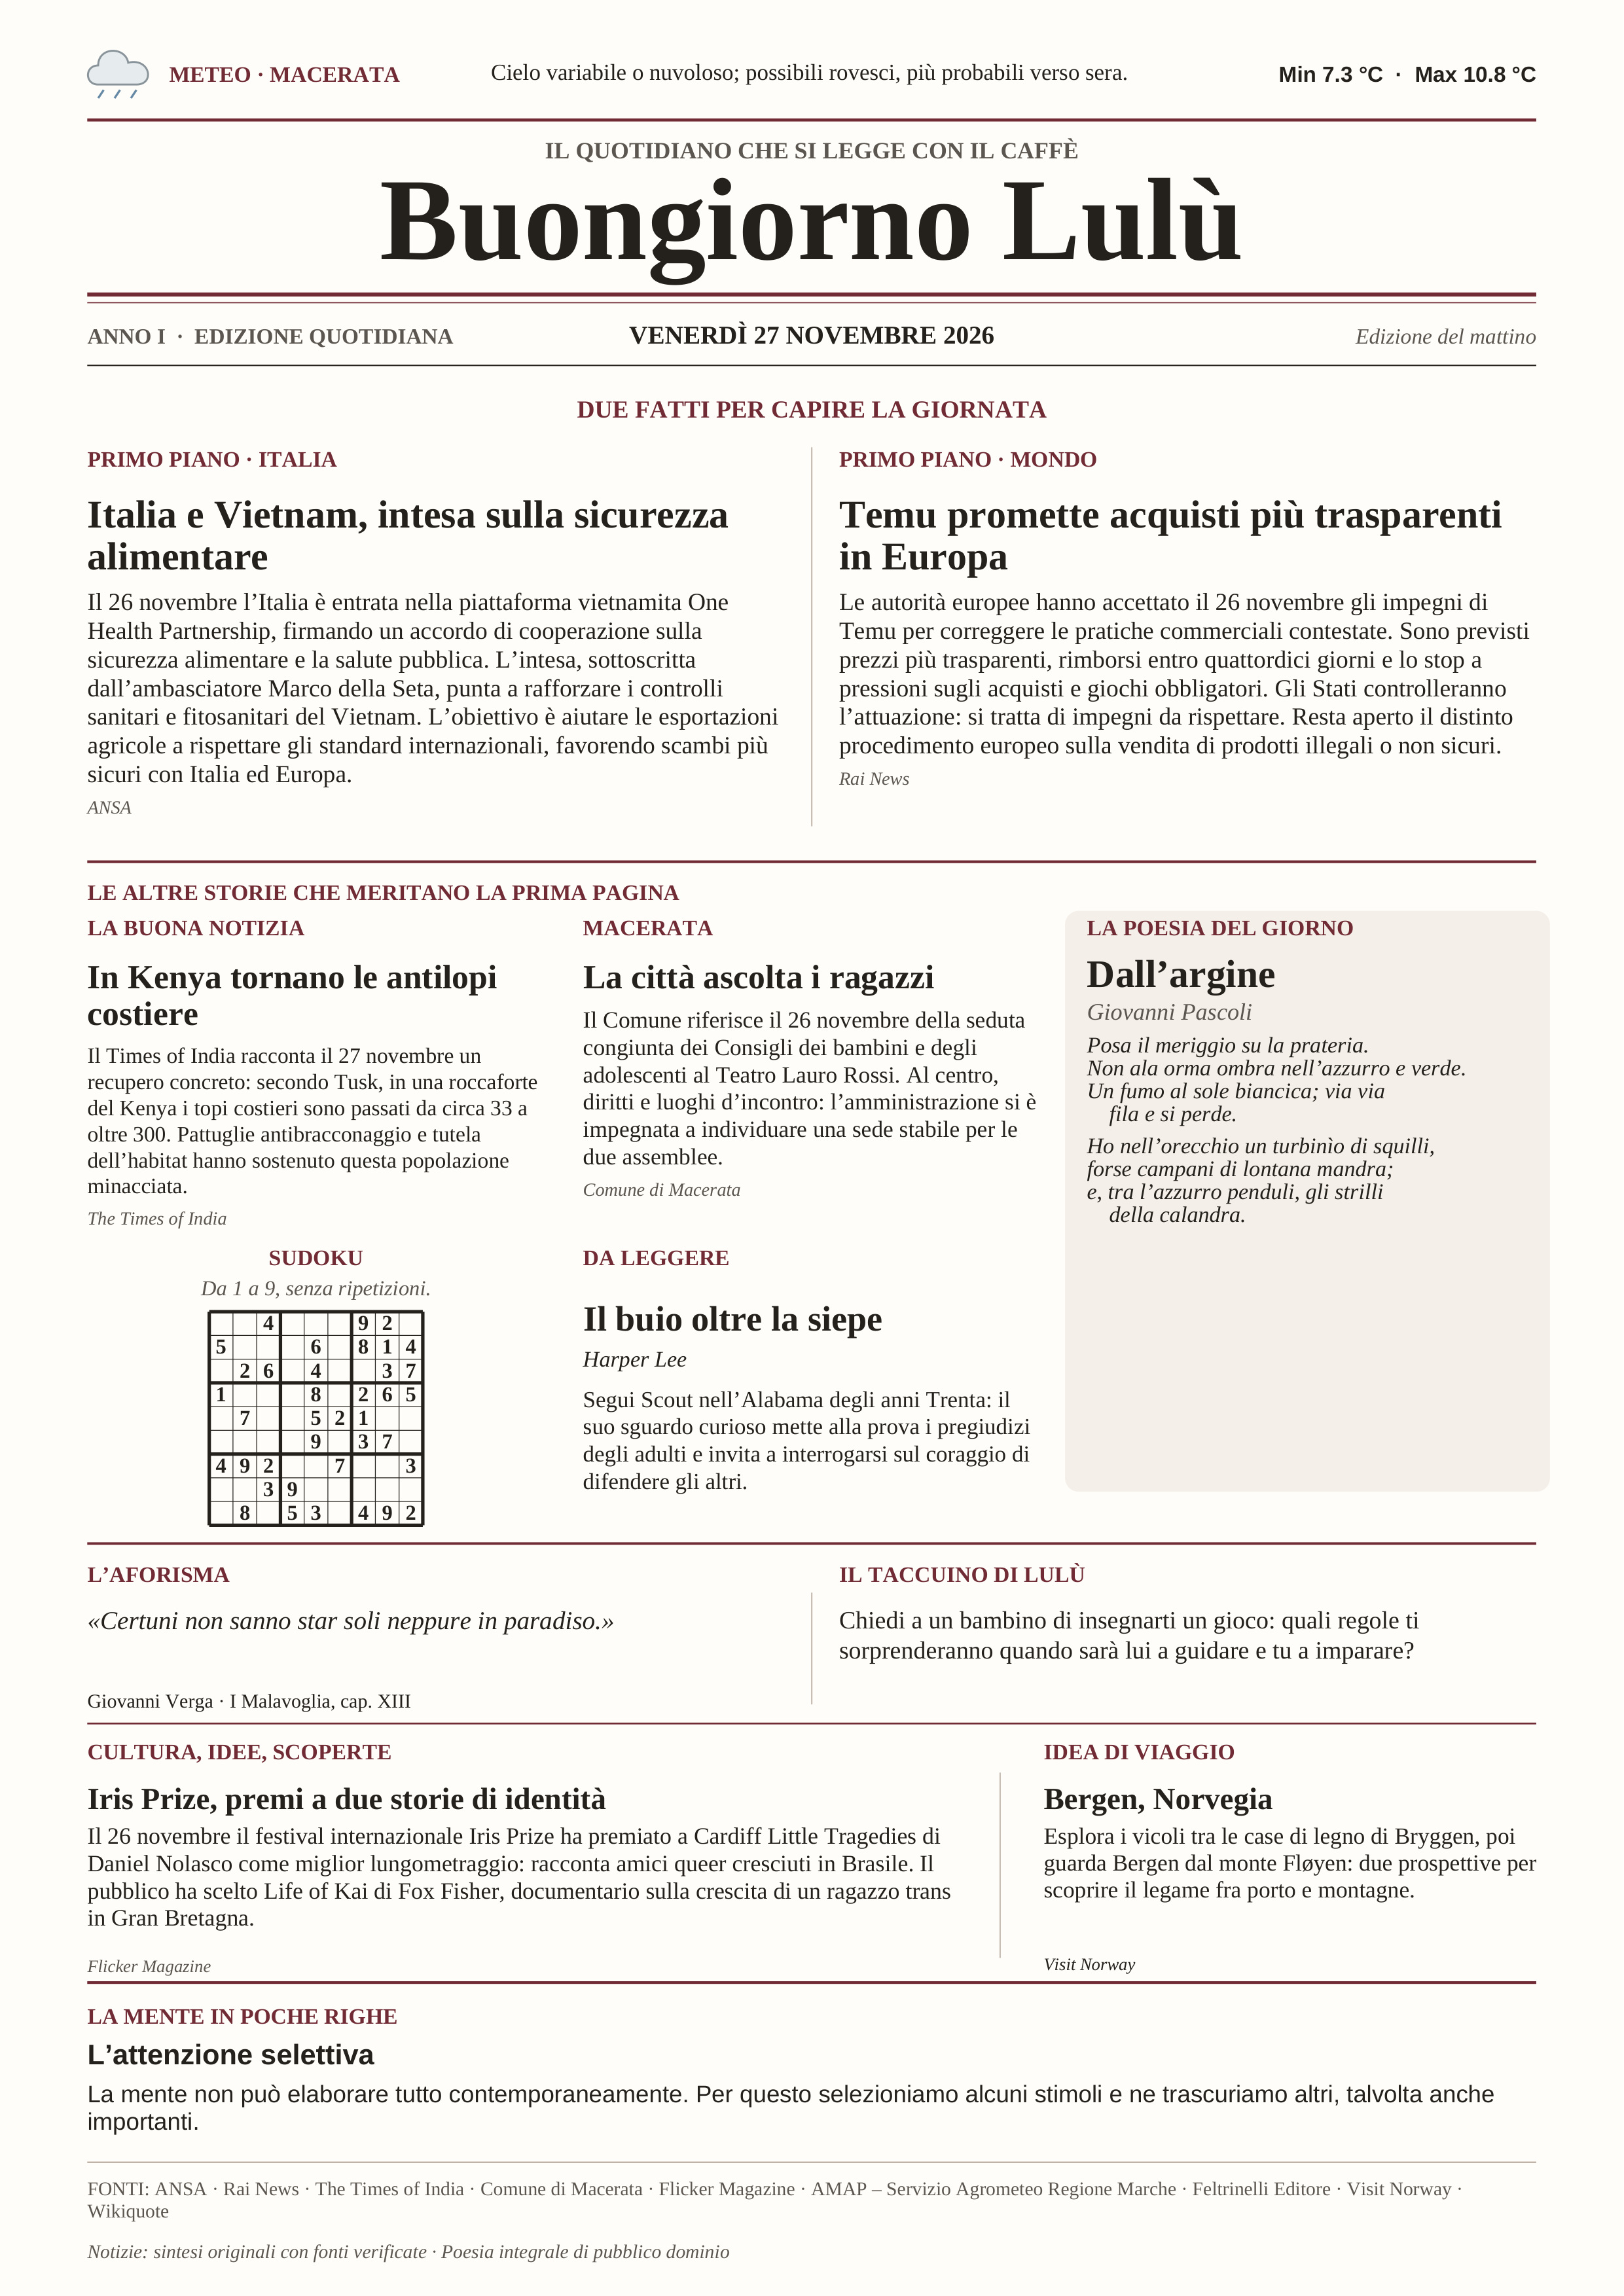 METEO · MACERATA
Cielo variabile o nuvoloso; possibili rovesci, più probabili verso sera.
Min 7.3 °C · Max 10.8 °C
IL QUOTIDIANO CHE SI LEGGE CON IL CAFFÈ
Buongiorno Lulù
ANNO I · EDIZIONE QUOTIDIANA
VENERDÌ 27 NOVEMBRE 2026
Edizione del mattino
DUE FATTI PER CAPIRE LA GIORNATA
PRIMO PIANO · ITALIA
Italia e Vietnam, intesa sulla sicurezza
alimentare
Il 26 novembre l’Italia è entrata nella piattaforma vietnamita One
Health Partnership, firmando un accordo di cooperazione sulla
sicurezza alimentare e la salute pubblica. L’intesa, sottoscritta
dall’ambasciatore Marco della Seta, punta a rafforzare i controlli
sanitari e fitosanitari del Vietnam. L’obiettivo è aiutare le esportazioni
agricole a rispettare gli standard internazionali, favorendo scambi più
sicuri con Italia ed Europa.
ANSA
PRIMO PIANO · MONDO
Temu promette acquisti più trasparenti
in Europa
Le autorità europee hanno accettato il 26 novembre gli impegni di
Temu per correggere le pratiche commerciali contestate. Sono previsti
prezzi più trasparenti, rimborsi entro quattordici giorni e lo stop a
pressioni sugli acquisti e giochi obbligatori. Gli Stati controlleranno
l’attuazione: si tratta di impegni da rispettare. Resta aperto il distinto
procedimento europeo sulla vendita di prodotti illegali o non sicuri.
Rai News
LE ALTRE STORIE CHE MERITANO LA PRIMA PAGINA
LA BUONA NOTIZIA
In Kenya tornano le antilopi
costiere
Il Times of India racconta il 27 novembre un
recupero concreto: secondo Tusk, in una roccaforte
del Kenya i topi costieri sono passati da circa 33 a
oltre 300. Pattuglie antibracconaggio e tutela
dell’habitat hanno sostenuto questa popolazione
minacciata.
The Times of India
MACERATA
La città ascolta i ragazzi
Il Comune riferisce il 26 novembre della seduta
congiunta dei Consigli dei bambini e degli
adolescenti al Teatro Lauro Rossi. Al centro,
diritti e luoghi d’incontro: l’amministrazione si è
impegnata a individuare una sede stabile per le
due assemblee.
Comune di Macerata
LA POESIA DEL GIORNO
Dall’argine
Giovanni Pascoli
Posa il meriggio su la prateria.
Non ala orma ombra nell’azzurro e verde.
Un fumo al sole biancica; via via
fila e si perde.
Ho nell’orecchio un turbinìo di squilli,
forse campani di lontana mandra;
e, tra l’azzurro penduli, gli strilli
della calandra.
SUDOKU
Da 1 a 9, senza ripetizioni.
4 9 2
5 6 8 1 4
2 6 4 3 7
1 8 2 6 5
7 5 2 1
9 3 7
4 9 2 7 3
3 9
8 5 3 4 9 2
DA LEGGERE
Il buio oltre la siepe
Harper Lee
Segui Scout nell’Alabama degli anni Trenta: il
suo sguardo curioso mette alla prova i pregiudizi
degli adulti e invita a interrogarsi sul coraggio di
difendere gli altri.
L’AFORISMA
«Certuni non sanno star soli neppure in paradiso.»
Giovanni Verga · I Malavoglia, cap. XIII
IL TACCUINO DI LULÙ
Chiedi a un bambino di insegnarti un gioco: quali regole ti
sorprenderanno quando sarà lui a guidare e tu a imparare?
CULTURA, IDEE, SCOPERTE
Iris Prize, premi a due storie di identità
Il 26 novembre il festival internazionale Iris Prize ha premiato a Cardiff Little Tragedies di
Daniel Nolasco come miglior lungometraggio: racconta amici queer cresciuti in Brasile. Il
pubblico ha scelto Life of Kai di Fox Fisher, documentario sulla crescita di un ragazzo trans
in Gran Bretagna.
Flicker Magazine
IDEA DI VIAGGIO
Bergen, Norvegia
Esplora i vicoli tra le case di legno di Bryggen, poi
guarda Bergen dal monte Fløyen: due prospettive per
scoprire il legame fra porto e montagne.
Visit Norway
LA MENTE IN POCHE RIGHE
L’attenzione selettiva
La mente non può elaborare tutto contemporaneamente. Per questo selezioniamo alcuni stimoli e ne trascuriamo altri, talvolta anche
importanti.
FONTI: ANSA · Rai News · The Times of India · Comune di Macerata · Flicker Magazine · AMAP – Servizio Agrometeo Regione Marche · Feltrinelli Editore · Visit Norway ·
Wikiquote
Notizie: sintesi originali con fonti verificate · Poesia integrale di pubblico dominio